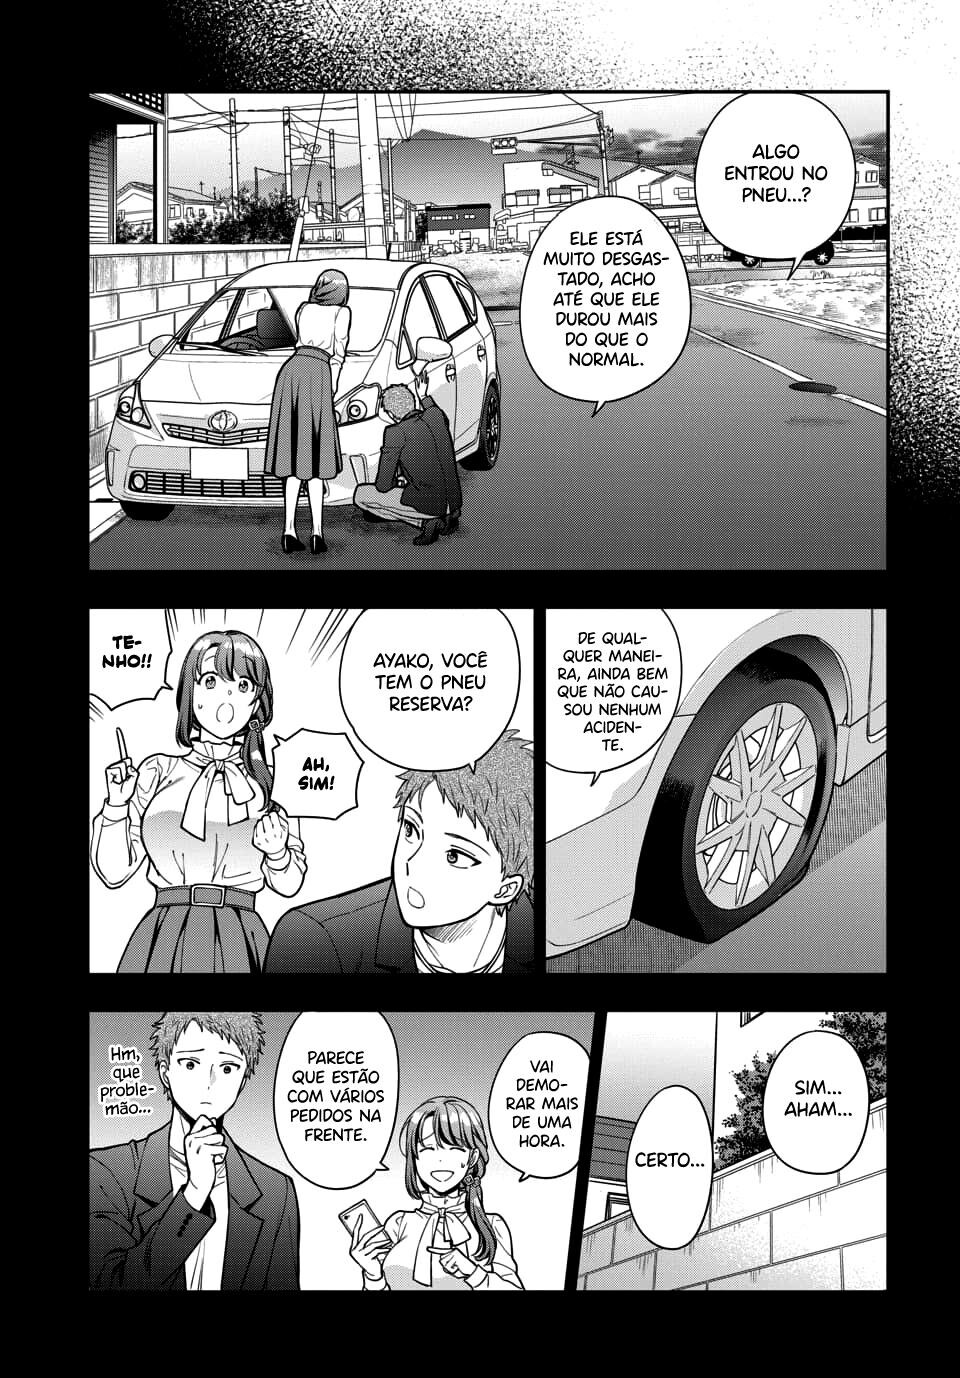 ALGO
ENTROU NO
PNEU...?
ELE ESTÁ
MUITO DESGAS-
TADO, ACHO
ATÉ QUE ELE
DUROU MAIS
DO QUE O
NORMAL.
DE QUAL-
QUER MANEI-
RA, AINDA BEM
QUE NÃO CAU-
SOU NENHUM
ACIDEN-
TE.
AYAKO, VOCÊ
TEM O PNEU
RESERVA?
AH,
SIM!
TE-
NHO!!
SIM...
AHAM...
CERTO...
VAI
DEMO-
RAR MAIS
DE UMA
HORA.
PARECE
QUE ESTÃO
COM VÁRIOS
PEDIDOS NA
FRENTE.
Hm,
que
proble-
mão...